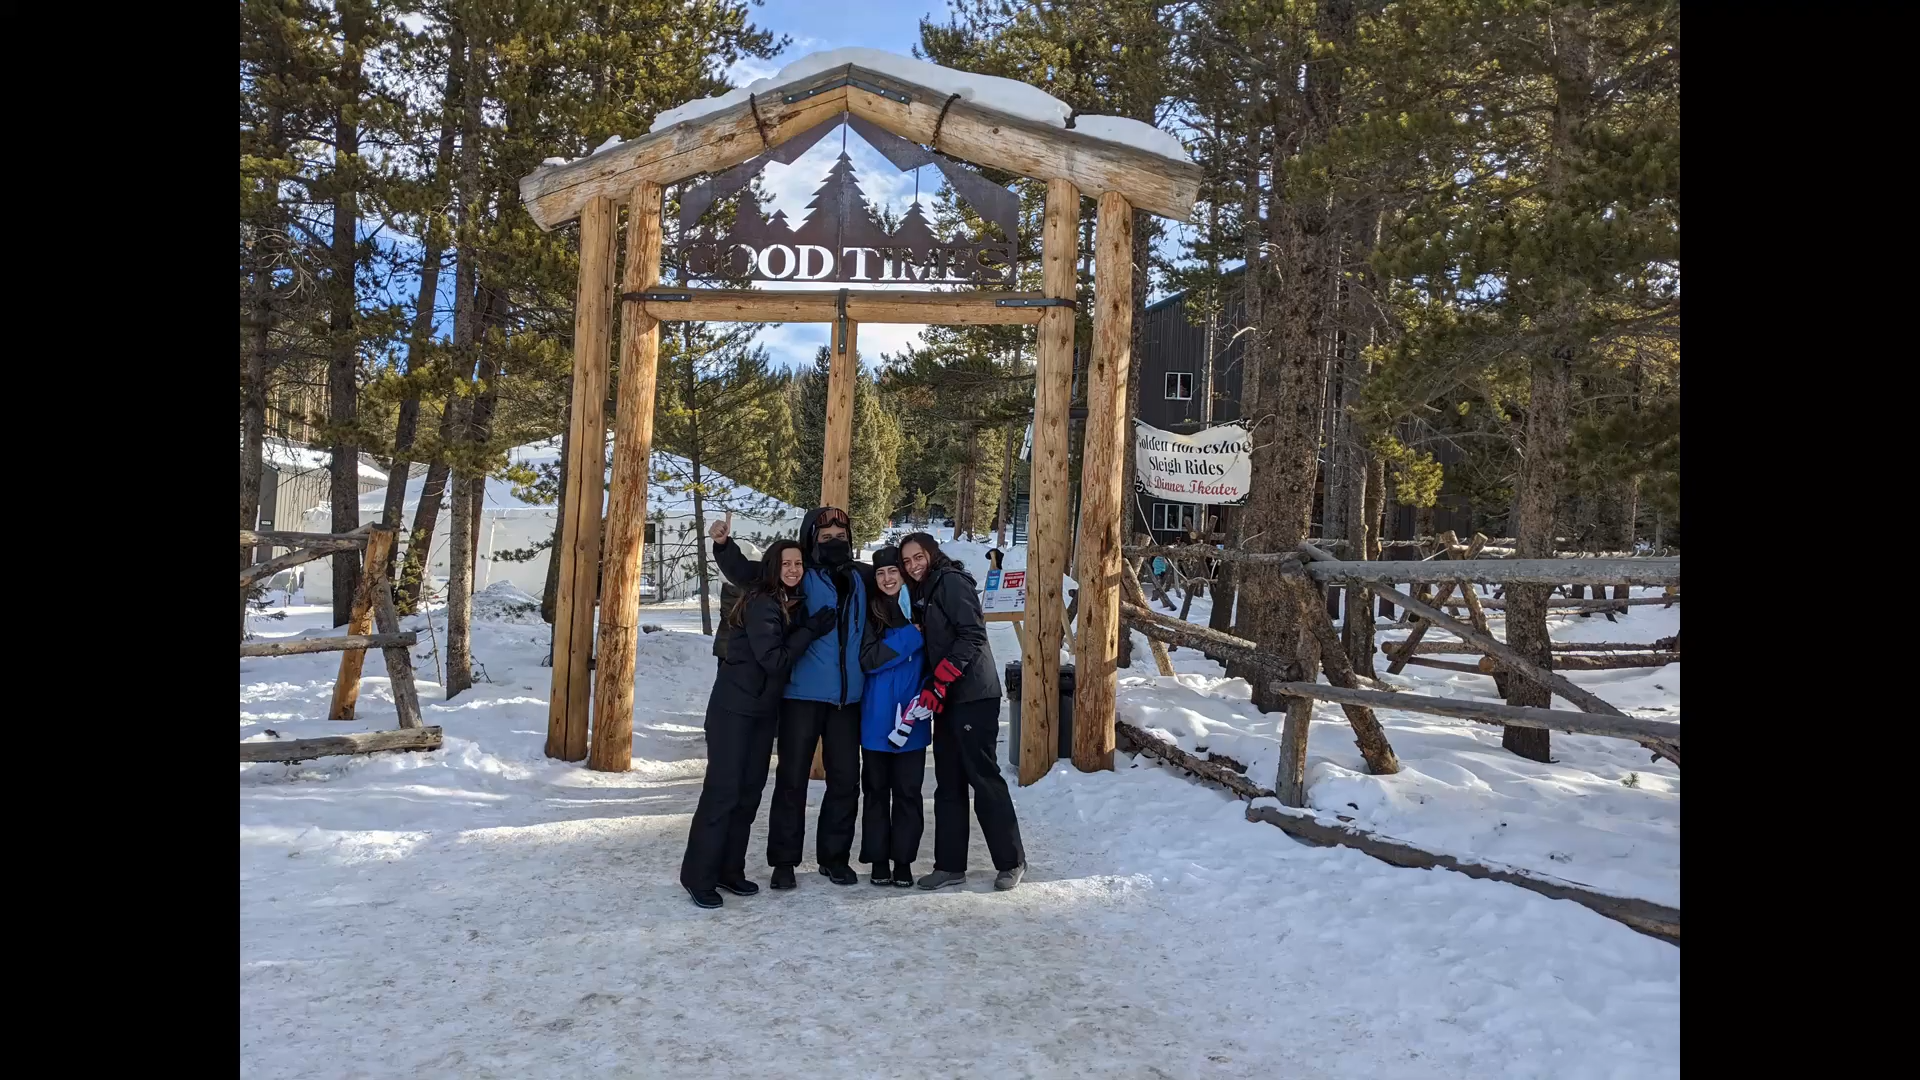 GOOD TIMES
Golden Horseshoe
Sleigh Rides
& Dinner Theater